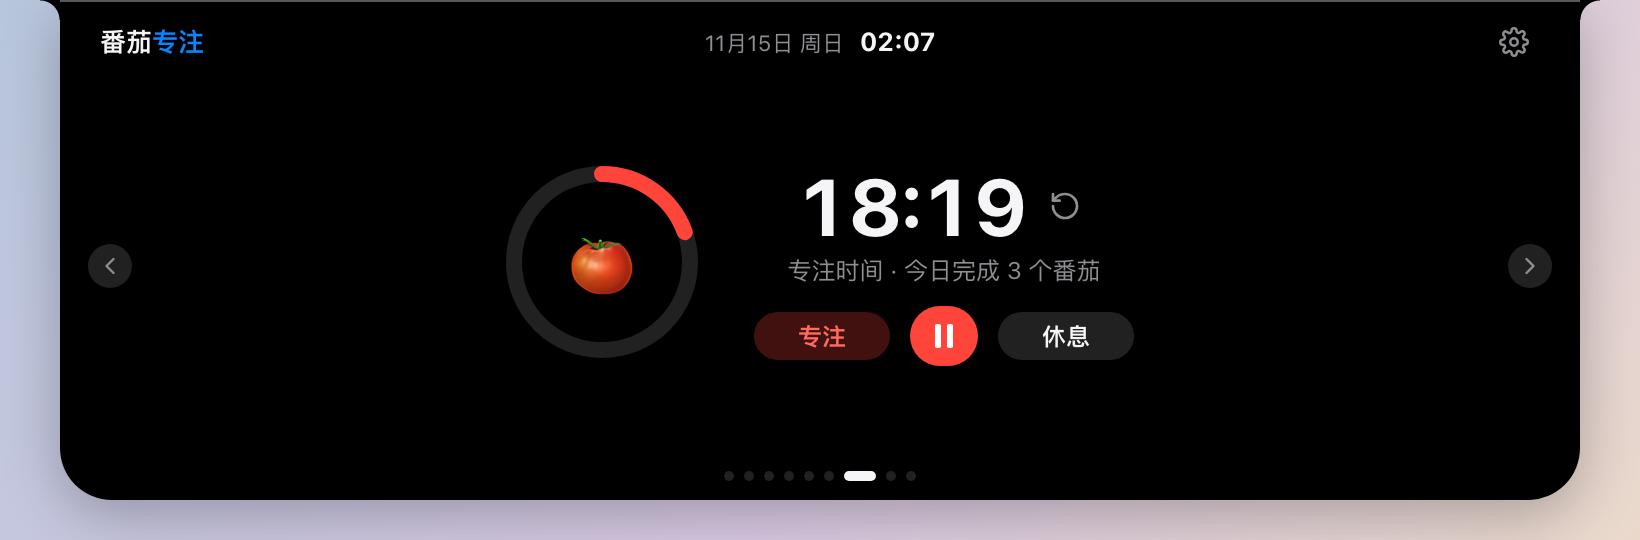 番茄专注
11月15日 周日 02:07
18:19
专注时间 · 今日完成 3 个番茄
专注
休息